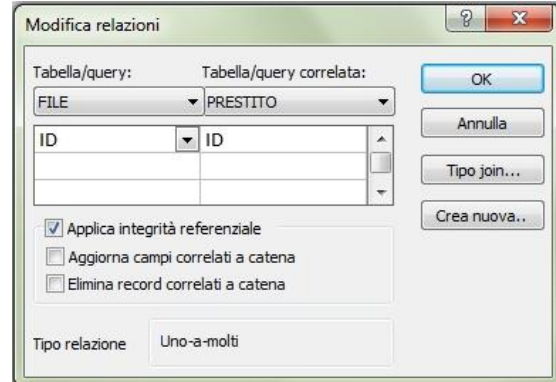 Modifica relazioni
Tabella/query: Tabella/query correlata:
FILE PRESTITO
ID ID
OK
Annulla
Tipo join...
Crea nuova..
Applica integrità referenziale
Aggiorna campi correlati a catena
Elimina record correlati a catena
Tipo relazione Uno-a-molti